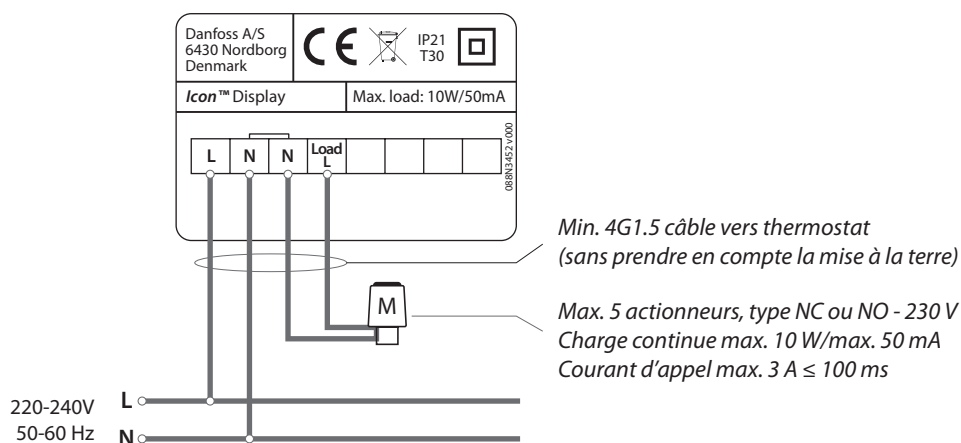 Danfoss A/S
6430 Nordborg
Denmark
CE
IP21
T30
Icon™ Display
Max. load: 10W/50mA
L N N Load L
088N3452 v000
Min. 4G1.5 câble vers thermostat
(sans prendre en compte la mise à la terre)
M
Max. 5 actionneurs, type NC ou NO - 230 V
Charge continue max. 10 W/max. 50 mA
Courant d’appel max. 3 A ≤ 100 ms
220-240V L
50-60 Hz N